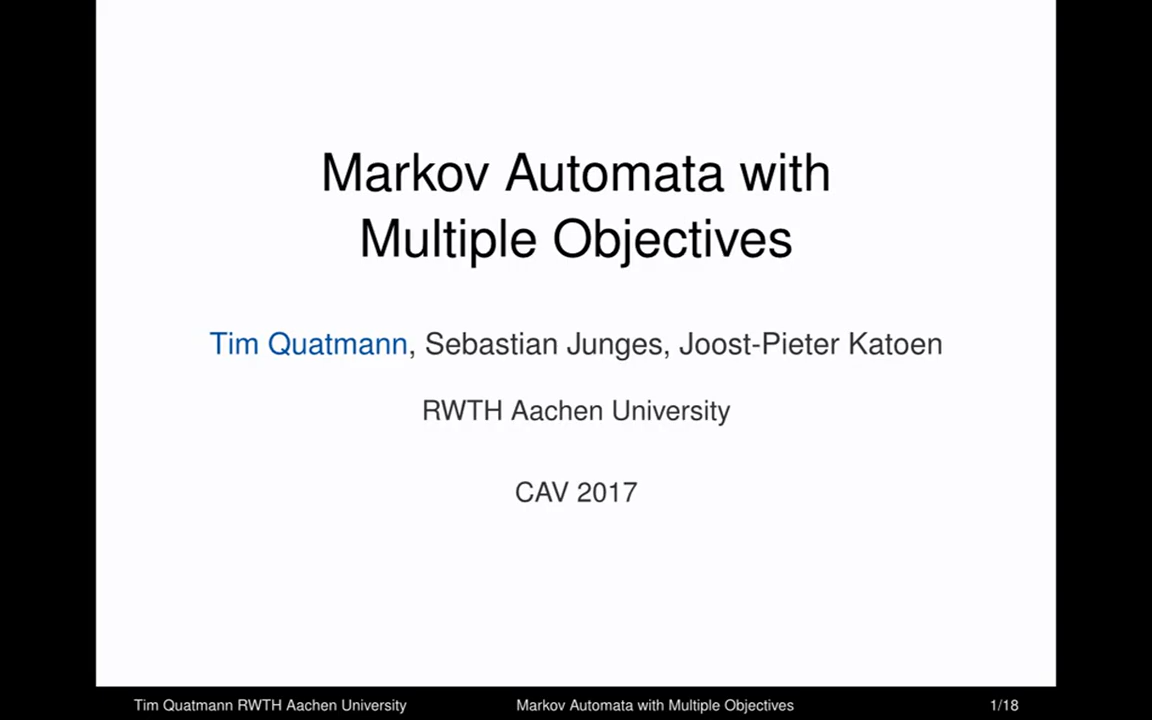 Markov Automata with
Multiple Objectives
Tim Quatmann, Sebastian Junges, Joost-Pieter Katoen
RWTH Aachen University
CAV 2017
Tim Quatmann RWTH Aachen University Markov Automata with Multiple Objectives 1/18